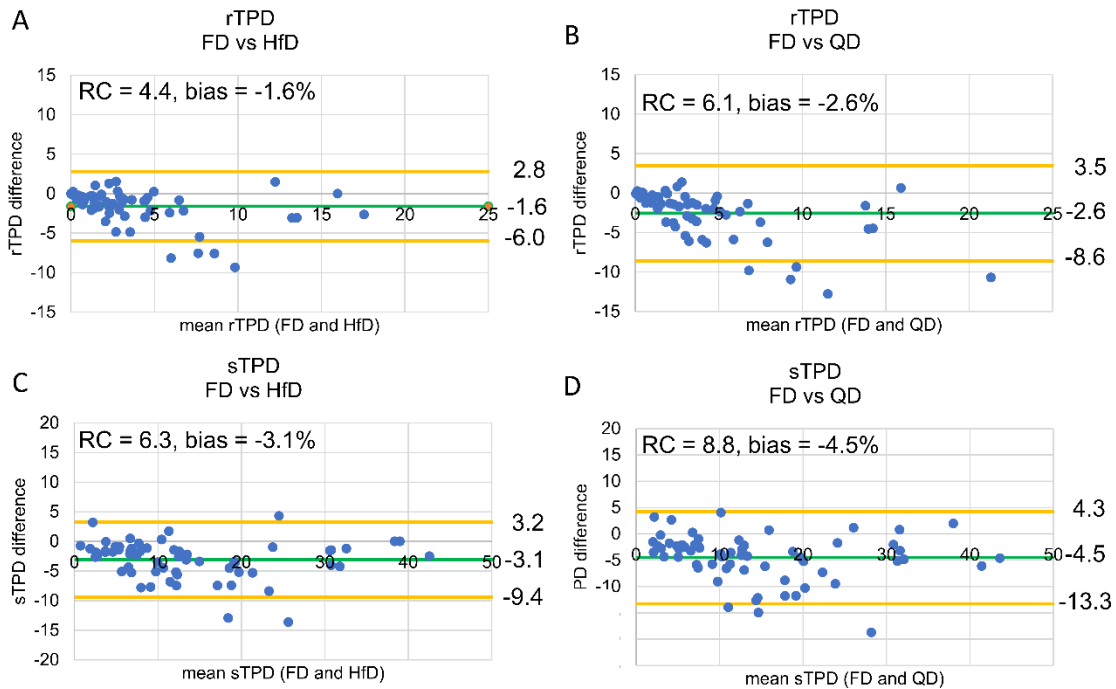 A
rTPD
FD vs HfD
15
10
5
0
-5
-10
-15
RC = 4.4, bias = -1.6%
0
5
10
15
20
25
2.8
-1.6
-6.0
rTPD difference
mean rTPD (FD and HfD)
B
rTPD
FD vs QD
15
10
5
0
-5
-10
-15
RC = 6.1, bias = -2.6%
0
5
10
15
20
25
3.5
-2.6
-8.6
rTPD difference
mean rTPD (FD and QD)
C
sTPD
FD vs HfD
20
15
10
5
0
-5
-10
-15
-20
RC = 6.3, bias = -3.1%
0
10
20
30
40
50
3.2
-3.1
-9.4
sTPD difference
mean sTPD (FD and HfD)
D
sTPD
FD vs QD
20
15
10
5
0
-5
-10
RC = 8.8, bias = -4.5%
0
10
20
30
40
50
4.3
-4.5
-13.3
PD difference
mean sTPD (FD and QD)